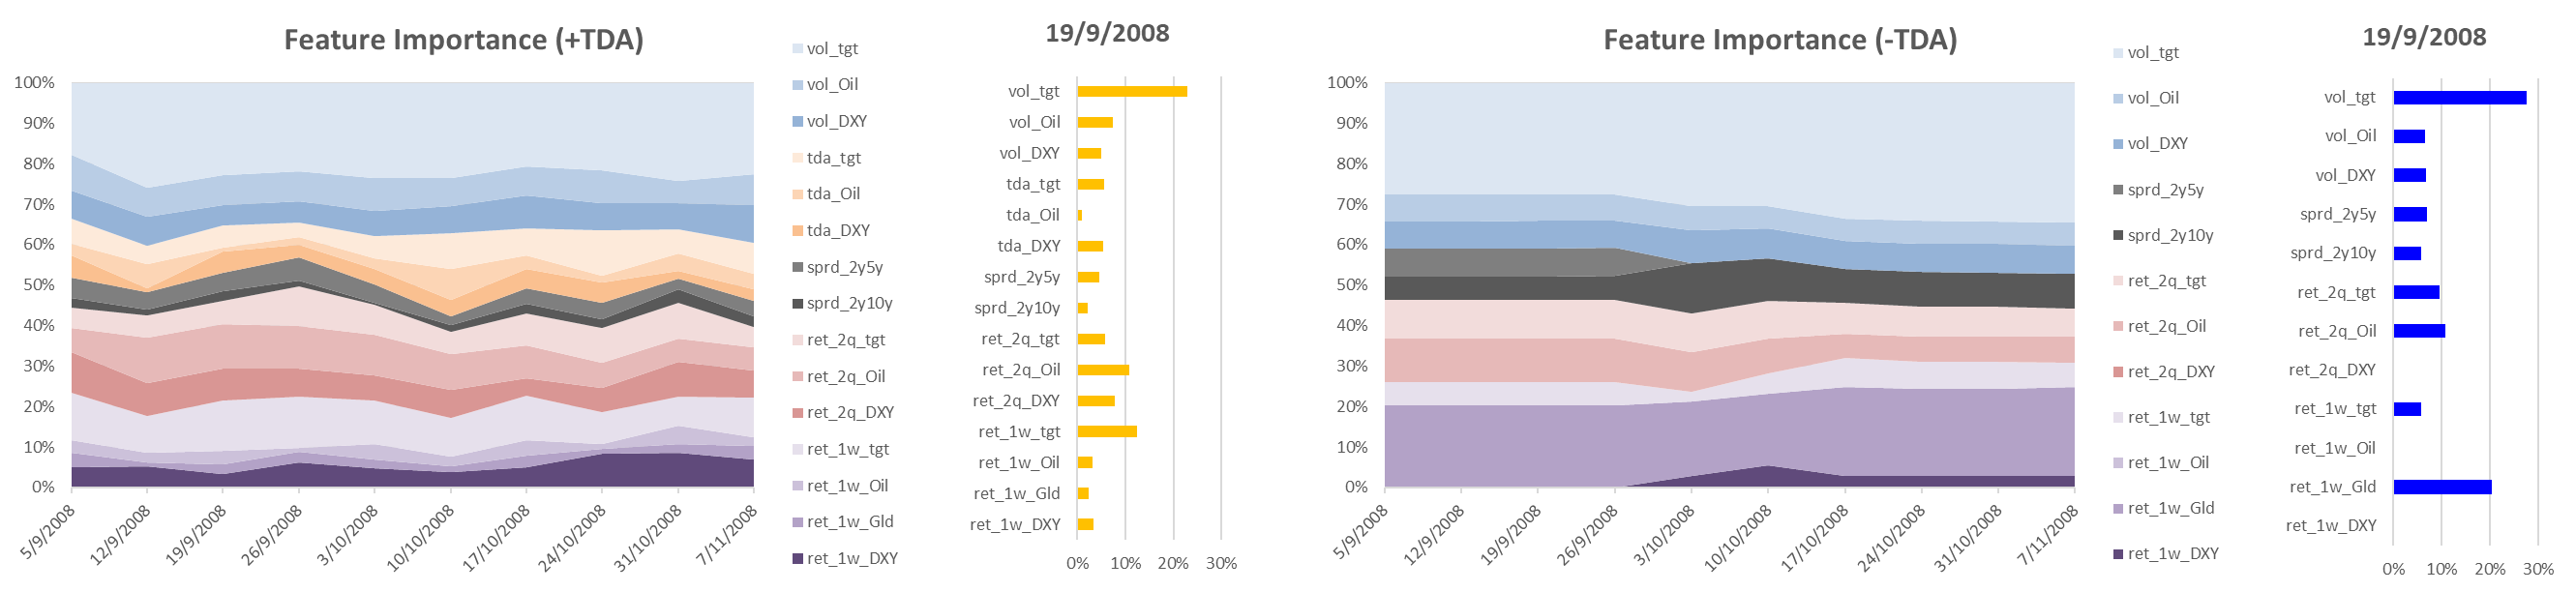 Feature Importance (+TDA)
100%
90%
80%
70%
60%
50%
40%
30%
20%
10%
0%
5/9/2008
12/9/2008
19/9/2008
26/9/2008
3/10/2008
10/10/2008
17/10/2008
24/10/2008
31/10/2008
7/11/2008
vol_tgt
vol_Oil
vol_DXY
tda_tgt
tda_Oil
tda_DXY
sprd_2y5y
sprd_2y10y
ret_2q_tgt
ret_2q_Oil
ret_2q_DXY
ret_1w_tgt
ret_1w_Oil
ret_1w_Gld
ret_1w_DXY
19/9/2008
vol_tgt
vol_Oil
vol_DXY
tda_tgt
tda_Oil
tda_DXY
sprd_2y5y
sprd_2y10y
ret_2q_tgt
ret_2q_Oil
ret_2q_DXY
ret_1w_tgt
ret_1w_Oil
ret_1w_Gld
ret_1w_DXY
0% 10% 20% 30%
Feature Importance (-TDA)
100%
90%
80%
70%
60%
50%
40%
30%
20%
10%
0%
5/9/2008
12/9/2008
19/9/2008
26/9/2008
3/10/2008
10/10/2008
17/10/2008
24/10/2008
31/10/2008
7/11/2008
vol_tgt
vol_Oil
vol_DXY
sprd_2y5y
sprd_2y10y
ret_2q_tgt
ret_2q_Oil
ret_2q_DXY
ret_1w_tgt
ret_1w_Oil
ret_1w_Gld
ret_1w_DXY
19/9/2008
vol_tgt
vol_Oil
vol_DXY
sprd_2y5y
sprd_2y10y
ret_2q_tgt
ret_2q_Oil
ret_2q_DXY
ret_1w_tgt
ret_1w_Oil
ret_1w_Gld
ret_1w_DXY
0% 10% 20% 30%